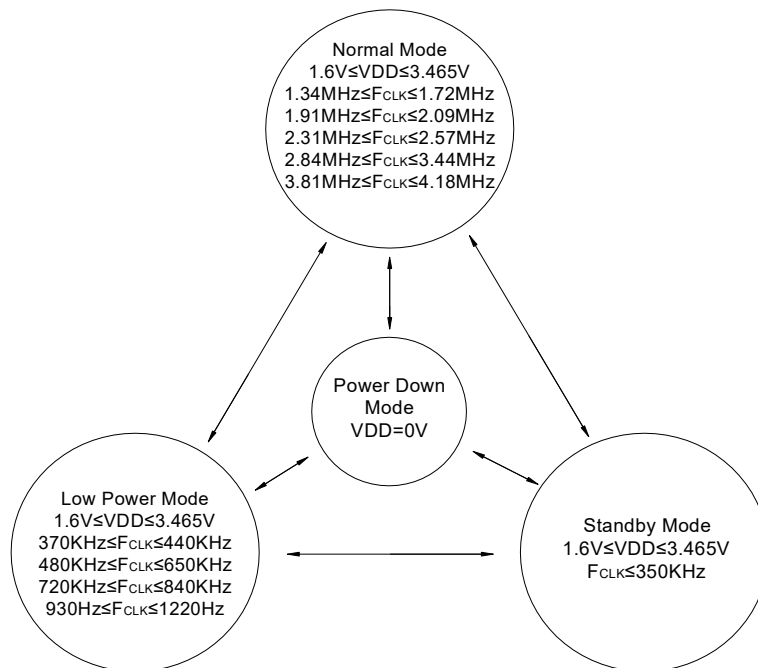 Normal Mode
1.6V≤VDD≤3.465V
1.34MHz≤FCLK≤1.72MHz
1.91MHz≤FCLK≤2.09MHz
2.31MHz≤FCLK≤2.57MHz
2.84MHz≤FCLK≤3.44MHz
3.81MHz≤FCLK≤4.18MHz
Power Down
Mode
VDD=0V
Low Power Mode
1.6V≤VDD≤3.465V
370KHz≤FCLK≤440KHz
480KHz≤FCLK≤650KHz
720KHz≤FCLK≤840KHz
930Hz≤FCLK≤1220Hz
Standby Mode
1.6V≤VDD≤3.465V
FCLK≤350KHz